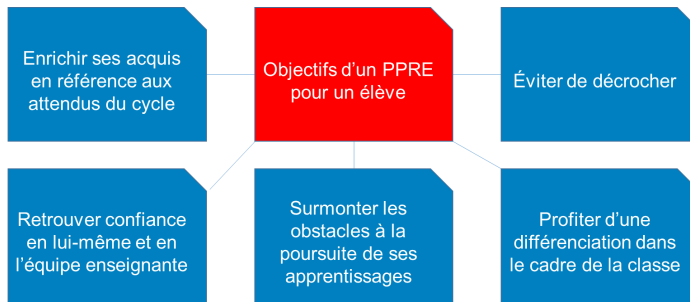 Enrichir ses acquis
en référence aux
attendus du cycle
Objectifs d’un PPRE
pour un élève
Éviter de décrocher
Retrouver confiance
en lui-même et en
l’équipe enseignante
Surmonter les
obstacles à la
poursuite de ses
apprentissages
Profiter d’une
différenciation dans
le cadre de la classe